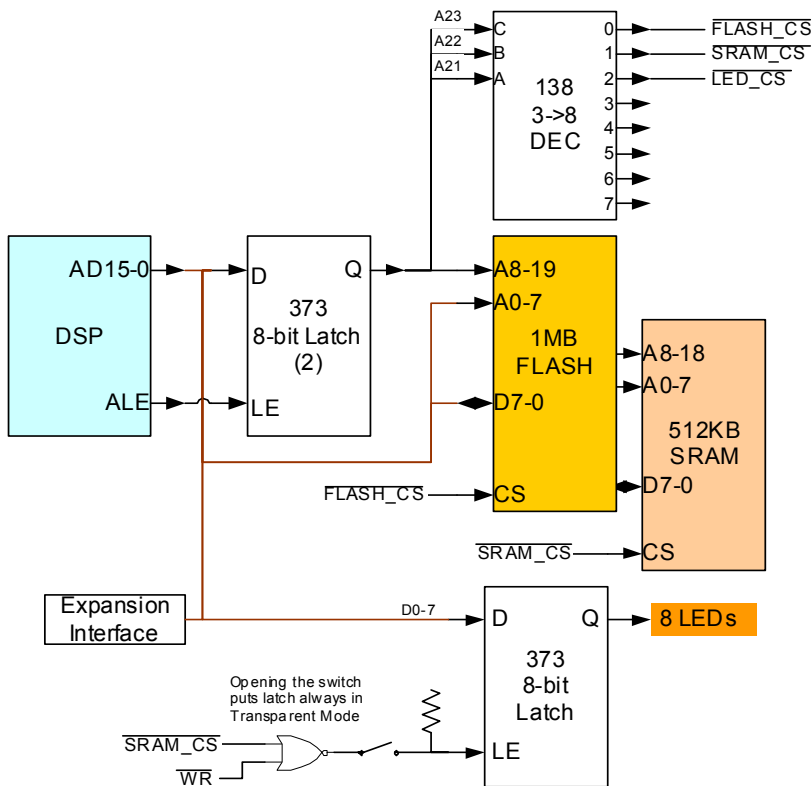 A23
A22
A21
C
B
A
138
3->8
DEC
0
1
2
3
4
5
6
7
FLASH_CS
SRAM_CS
LED_CS
DSP
AD15-0
ALE
D
Q
373
8-bit Latch
(2)
LE
A8-19
A0-7
1MB
FLASH
D7-0
CS
FLASH_CS
A8-18
A0-7
512KB
SRAM
D7-0
CS
SRAM_CS
Expansion
Interface
D0-7
D
Q
373
8-bit
Latch
LE
8 LEDs
Opening the switch
puts latch always in
Transparent Mode
SRAM_CS
WR